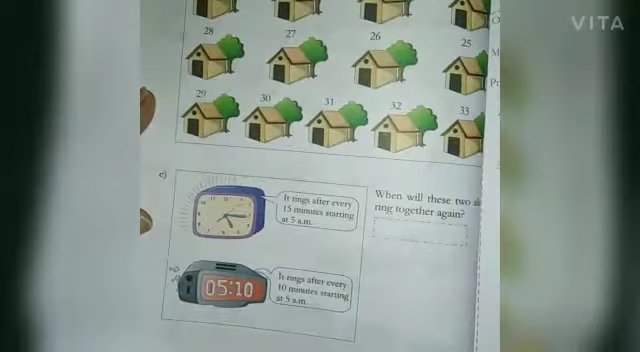 VITA
28 27 26 25
29 30 31 32 33
e)
It rings after every
15 minutes starting
at 5 a.m.
When will these two
ring together again?
05:10
It rings after every
10 minutes starting
at 5 a.m.